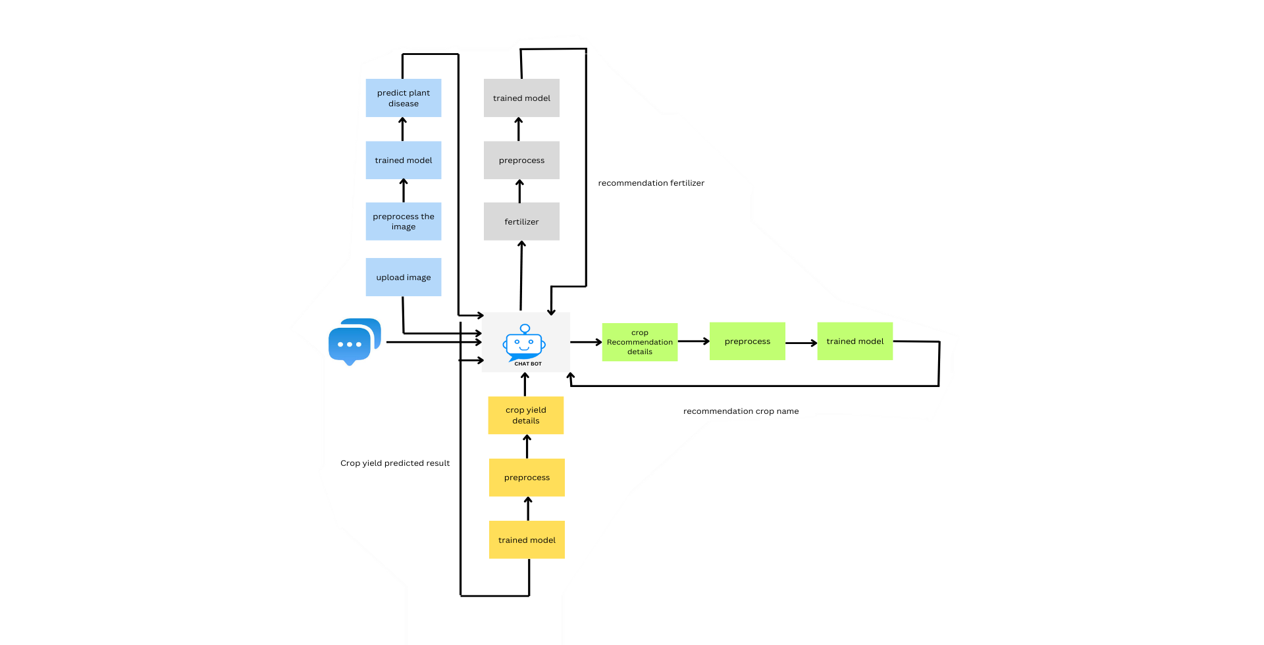 predict plant
disease
trained model
preprocess the
image
upload image
trained model
preprocess
fertilizer
recommendation fertilizer
CHAT BOT
crop
Recommendation
details
preprocess
trained model
recommendation crop name
crop yield
details
preprocess
trained model
Crop yield predicted result